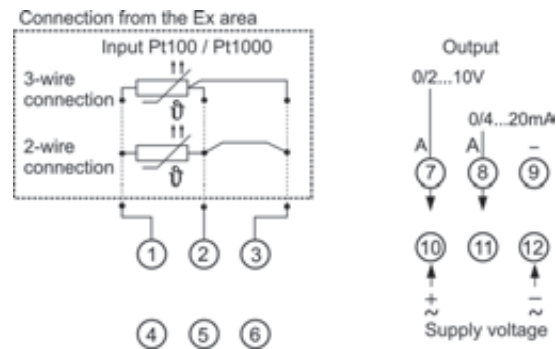 Connection from the Ex area
Input Pt100 / Pt1000
3-wire
connection
2-wire
connection
ϑ
ϑ
1 2 3
4 5 6
Output
0/2...10V
0/4...20mA
A A –
7 8 9
10 11 12
+ –
~ ~
Supply voltage